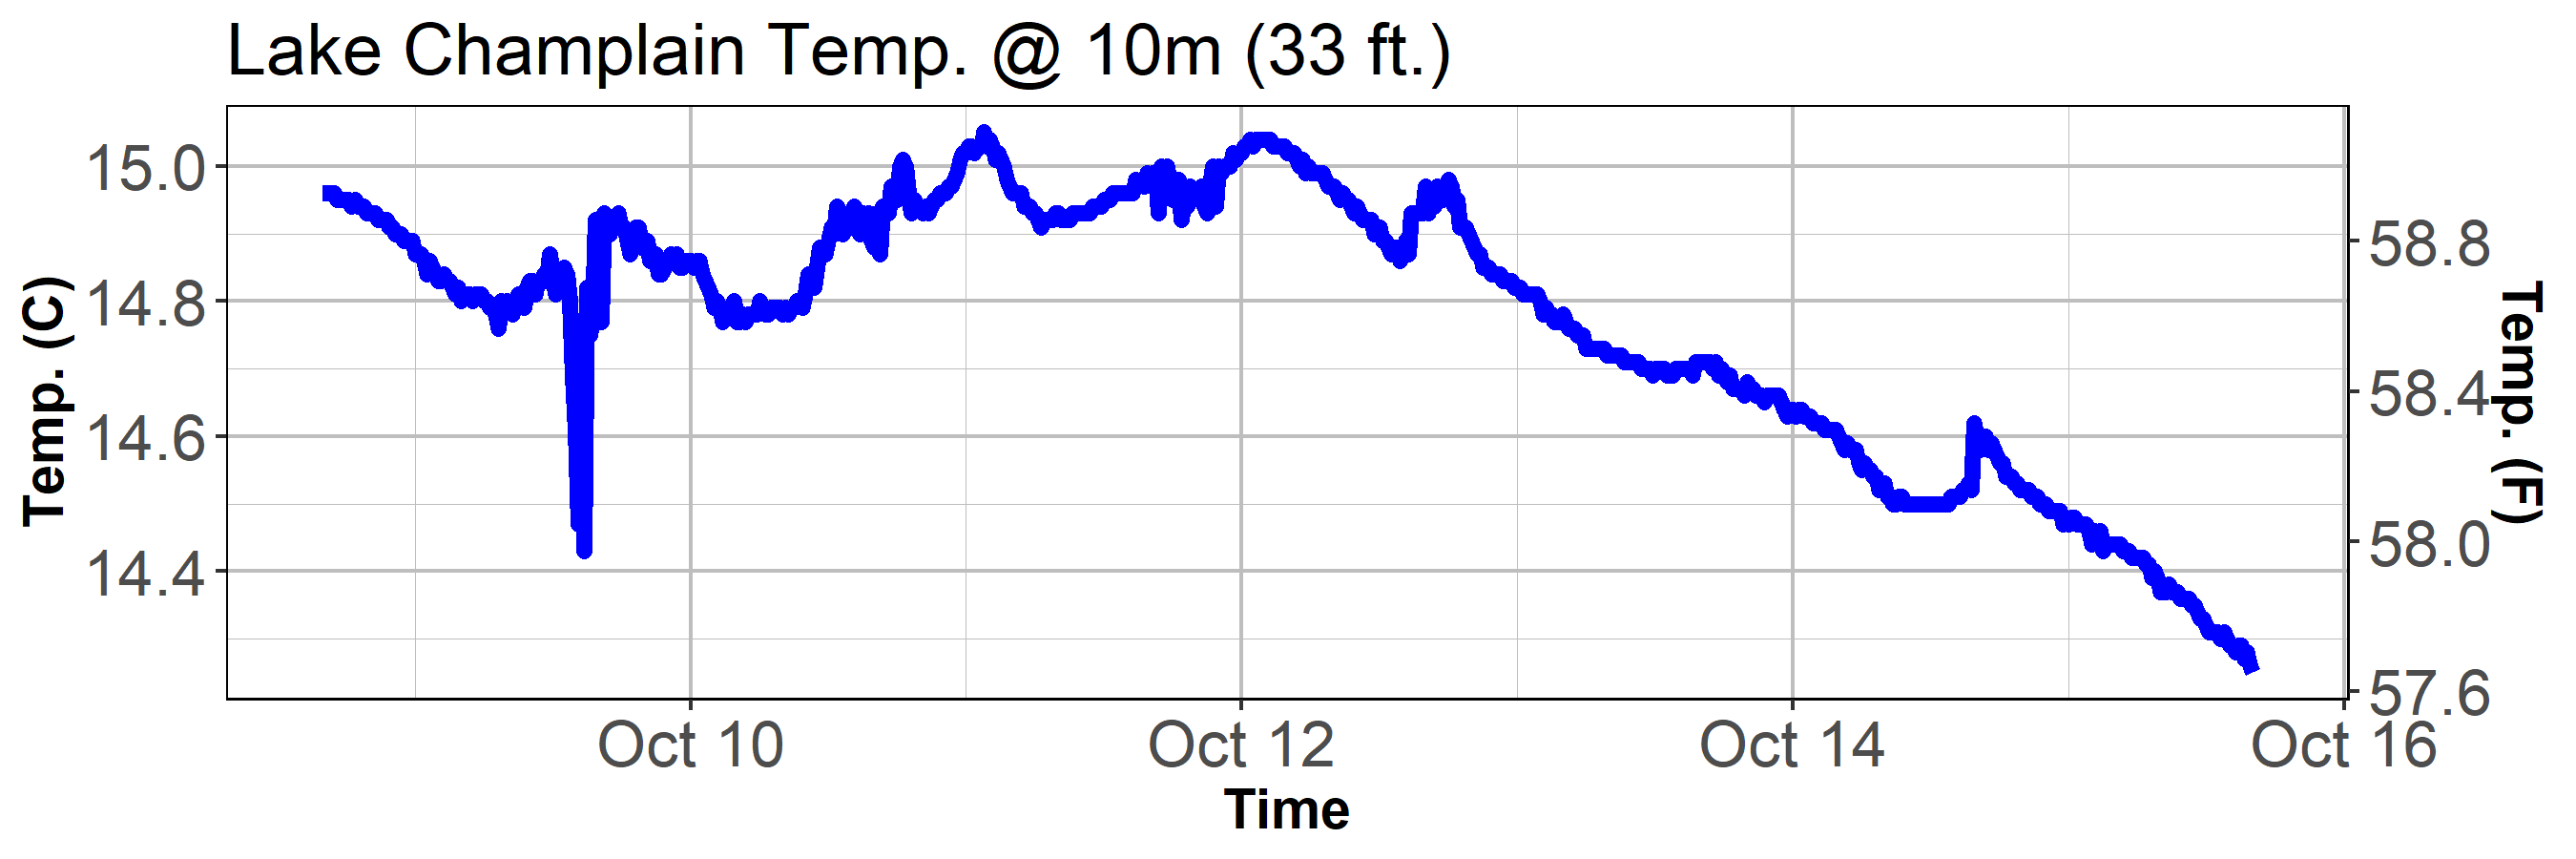 Lake Champlain Temp. @ 10m (33 ft.)
Temp. (C)
15.0
14.8
14.6
14.4
58.8
58.4
58.0
57.6
Temp. (F)
Oct 10
Oct 12
Oct 14
Oct 16
Time